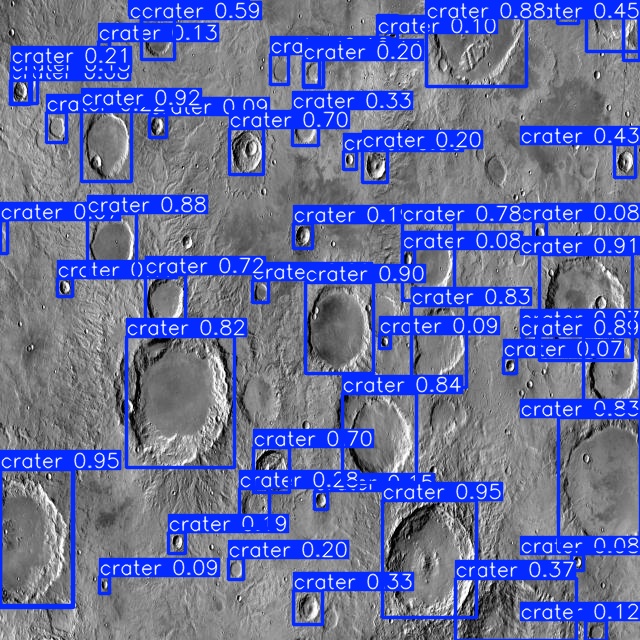 crater 0.59
crater 0.88
crater 0.45
crater 0.10
crater 0.13
crater 0.20
crater 0.21
crater 0.92
crater 0.33
crater 0.70
crater 0.20
crater 0.43
crater 0.88
crater 0.78
crater 0.08
crater 0.08
crater 0.91
crater 0.72
crater 0.90
crater 0.83
crater 0.82
crater 0.09
crater 0.89
crater 0.07
crater 0.84
crater 0.83
crater 0.70
crater 0.95
crater 0.28
crater 0.95
crater 0.19
crater 0.20
crater 0.08
crater 0.09
crater 0.33
crater 0.37
crater 0.12